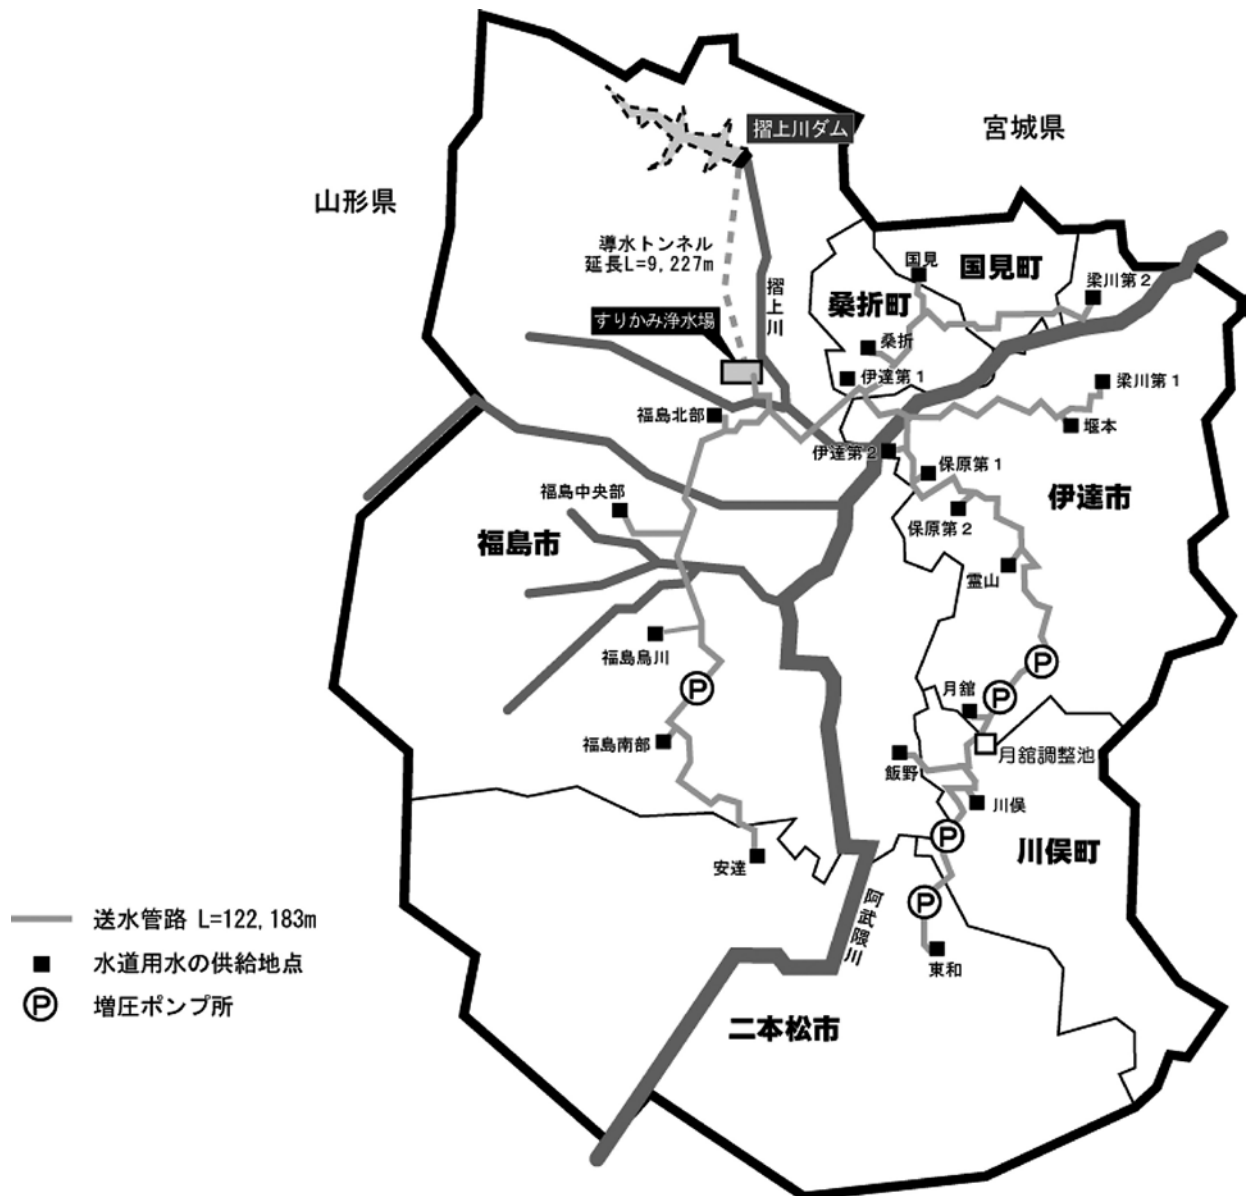 摺上川ダム
宮城県
山形県
導水トンネル
延長L=9,227m
摺上川
国見
国見町
梁川第2
桑折町
すりかみ浄水場
桑折
伊達第1
梁川第1
福島北部
堰本
伊達第2
保原第1
福島中央部
保原第2
伊達市
福島市
霊山
福島鳥川
月舘
福島南部
飯野
月舘調整池
川俣
川俣町
安達
阿武隈川
東和
二本松市
送水管路 L=122,183m
水道用水の供給地点
P 増圧ポンプ所
P
P
P
P
P